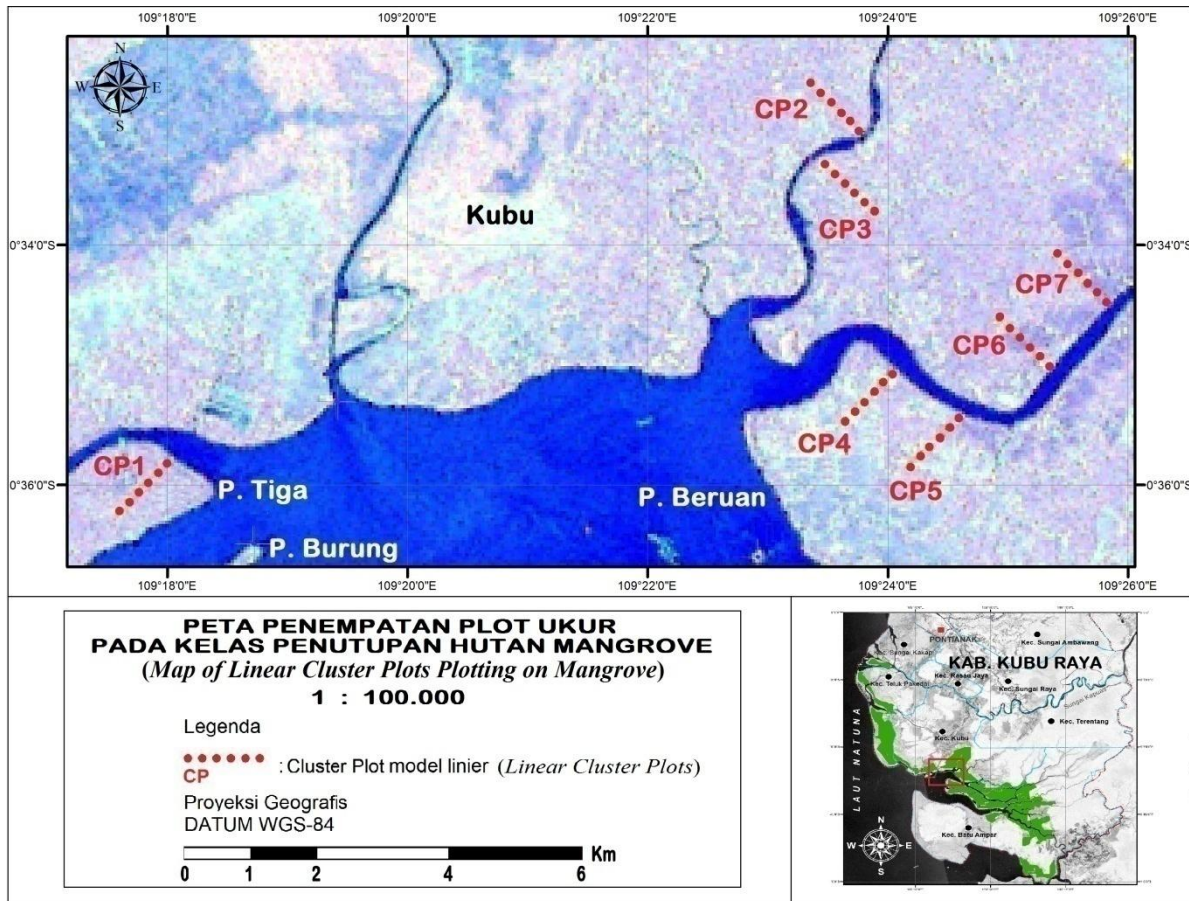 109°18'0"E 109°20'0"E 109°22'0"E 109°24'0"E 109°26'0"E
N
W E
S
CP2
CP3
Kubu
0°34'0"S 0°34'0"S
CP7
CP6
CP4
CP5
CP1
P. Tiga
P. Beruan
0°36'0"S 0°36'0"S
P. Burung
109°18'0"E 109°20'0"E 109°22'0"E 109°24'0"E 109°26'0"E
PETA PENEMPATAN PLOT UKUR
PADA KELAS PENUTUPAN HUTAN MANGROVE
(Map of Linear Cluster Plots Plotting on Mangrove)
1 : 100.000
Legenda
CP : Cluster Plot model linier (Linear Cluster Plots)
Proyeksi Geografis
DATUM WGS-84
Km
0 1 2 4 6
PONTIANAK
Kec. Sungai Ambawang
Kec. Sungai Kakap
KAB. KUBU RAYA
Kec. Rasau Jaya
Kec. Teluk Pakedai
Kec. Sungai Raya
Sungai Kapuas
Kec. Terentang
Kec. Kubu
LAUT NATUNA
Kec. Batu Ampar
N
W E
S